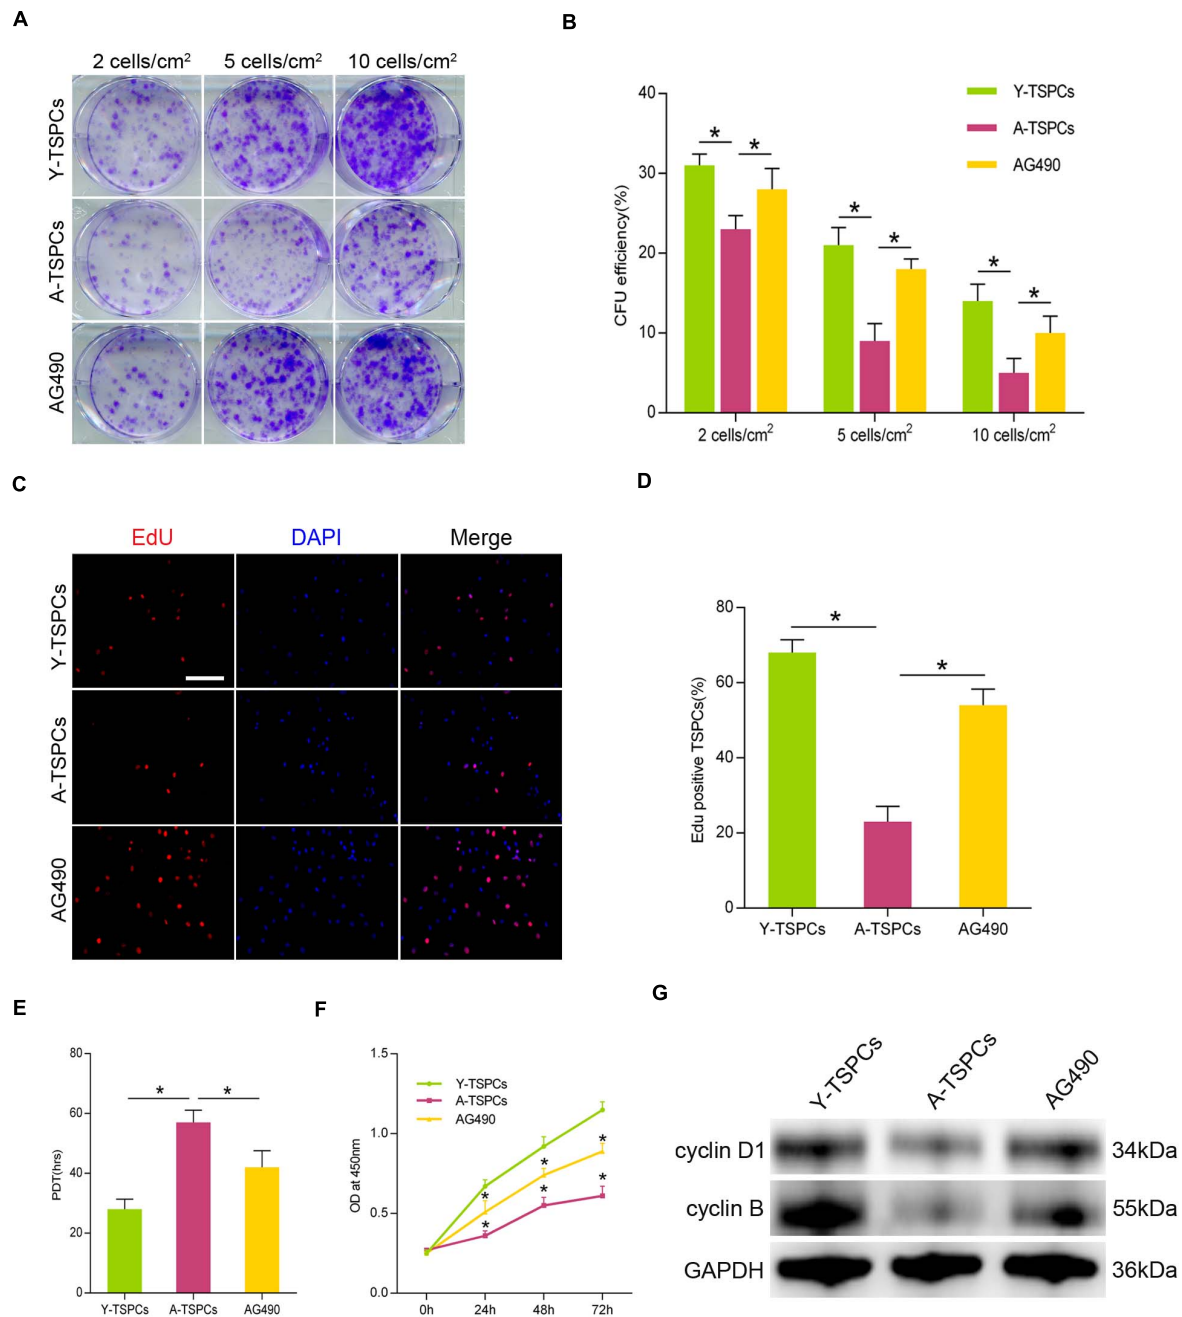 A
2 cells/cm² 5 cells/cm² 10 cells/cm²
Y-TSPCs
A-TSPCs
AG490
B
CFU efficiency(%)
40
30
20
10
0
Y-TSPCs
A-TSPCs
AG490
* *
* *
* *
2 cells/cm² 5 cells/cm² 10 cells/cm²
C
EdU DAPI Merge
Y-TSPCs
A-TSPCs
AG490
D
Edu positive TSPCs(%)
80
60
40
20
0
* *
Y-TSPCs A-TSPCs AG490
E
PDT(hrs)
80
60
40
20
0
* *
Y-TSPCs A-TSPCs AG490
F
OD at 450nm
1.5
1.0
0.5
0.0
Y-TSPCs
A-TSPCs
AG490
* * *
* * *
0h 24h 48h 72h
G
Y-TSPCs A-TSPCs AG490
cyclin D1 34kDa
cyclin B 55kDa
GAPDH 36kDa